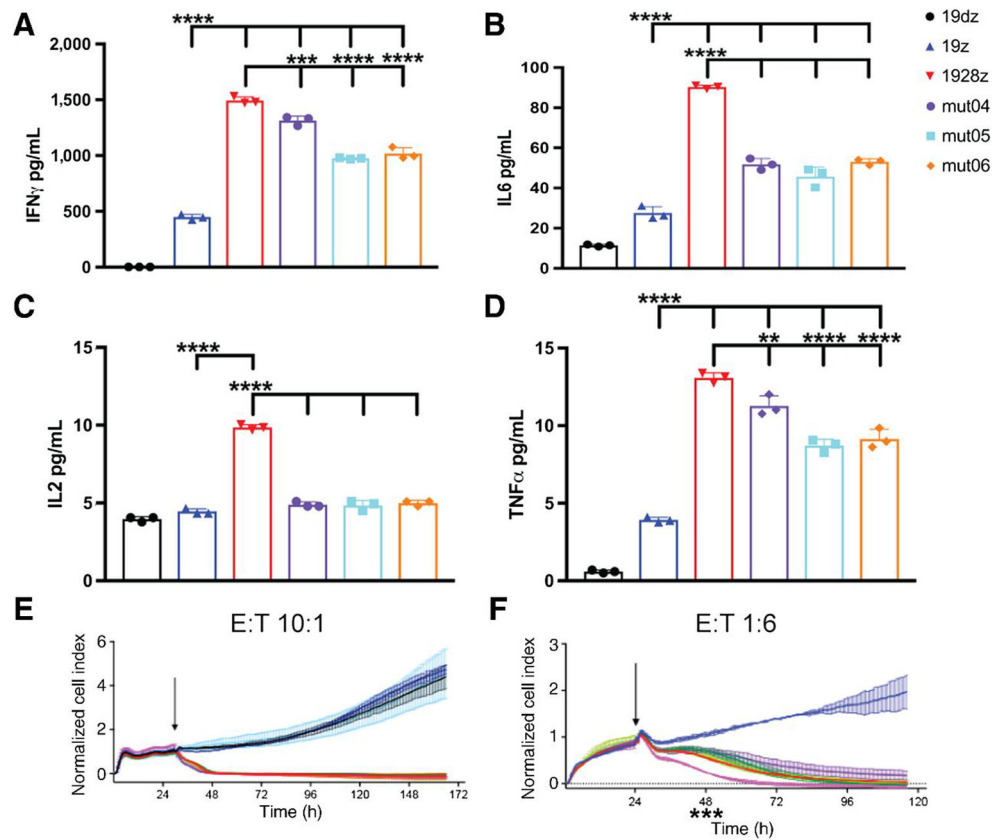 A
IFNγ pg/mL
2,000
1,500
1,000
500
0
****
*** **** ****
B
IL6 pg/mL
100
80
60
40
20
0
****
****
19dz
19z
1928z
mut04
mut05
mut06
C
IL2 pg/mL
15
10
5
0
****
****
D
TNFα pg/mL
15
10
5
0
****
** **** ****
E
E:T 10:1
Normalized cell index
6
4
2
0
24 48 72 96 120 148 172
Time (h)
F
E:T 1:6
Normalized cell index
3
2
1
0
24 48 72 96 120
***
Time (h)